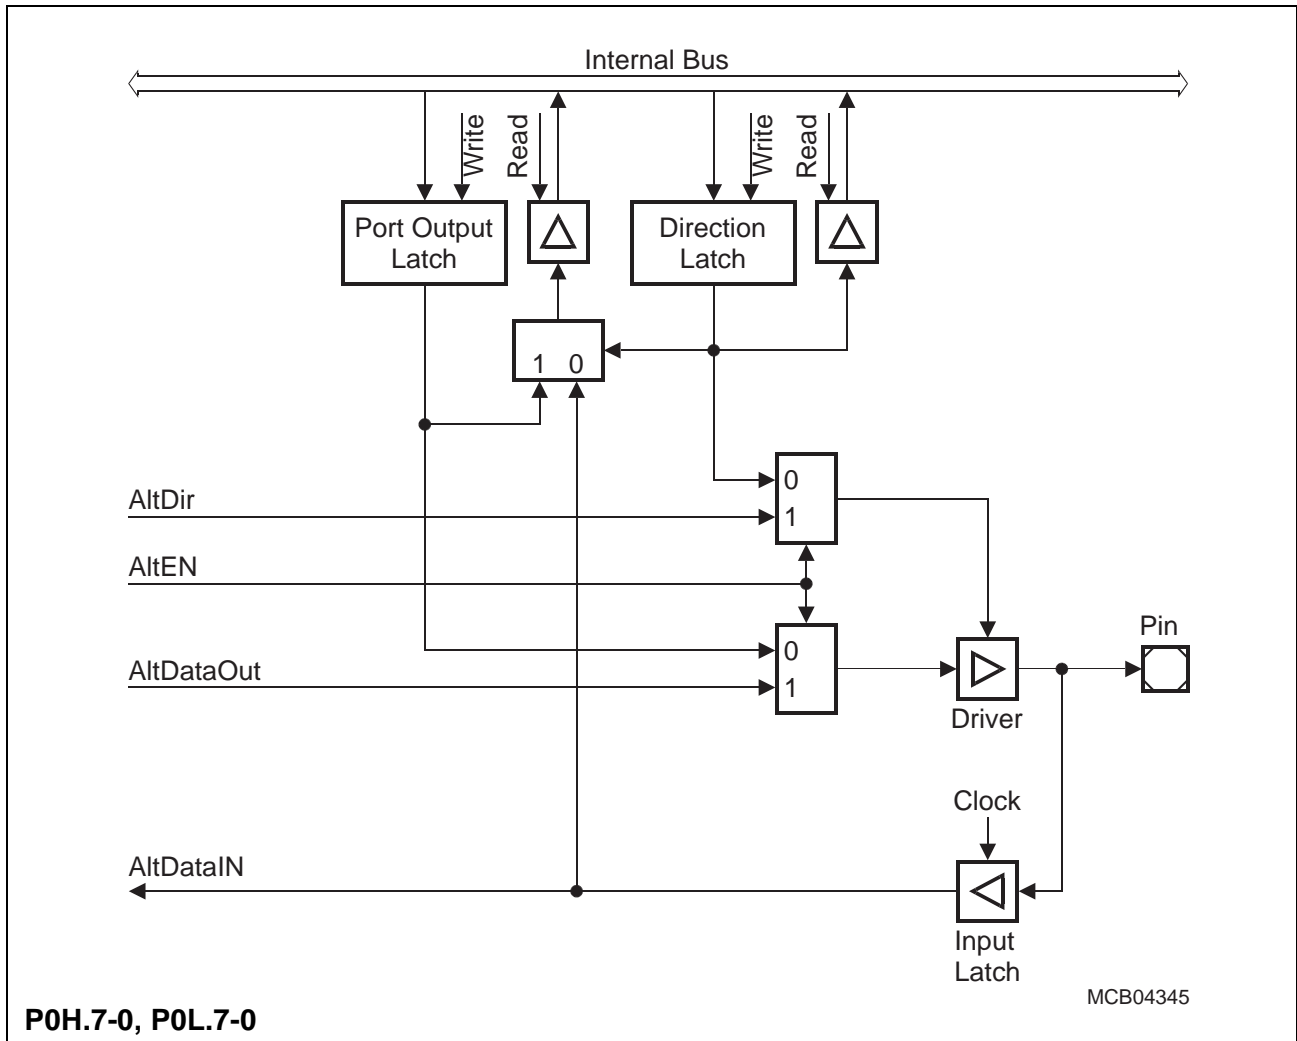 Internal Bus
Write
Read
Write
Read
Port Output
Latch
Direction
Latch
1 0
0
1
AltDir
AltEN
0
1
AltDataOut
Pin
Driver
Clock
AltDataIN
Input
Latch
MCB04345
P0H.7-0, P0L.7-0